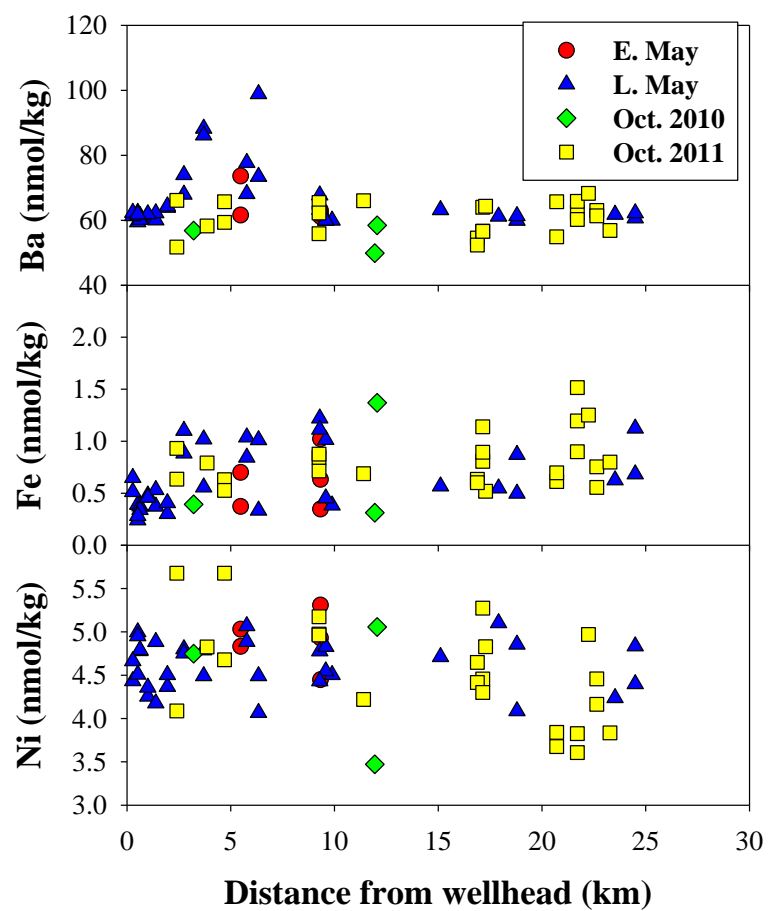 120
100
80
60
40
Ba (nmol/kg)
E. May
L. May
Oct. 2010
Oct. 2011
2.0
1.5
1.0
0.5
0.0
Fe (nmol/kg)
5.5
5.0
4.5
4.0
3.5
3.0
Ni (nmol/kg)
0 5 10 15 20 25 30
Distance from wellhead (km)